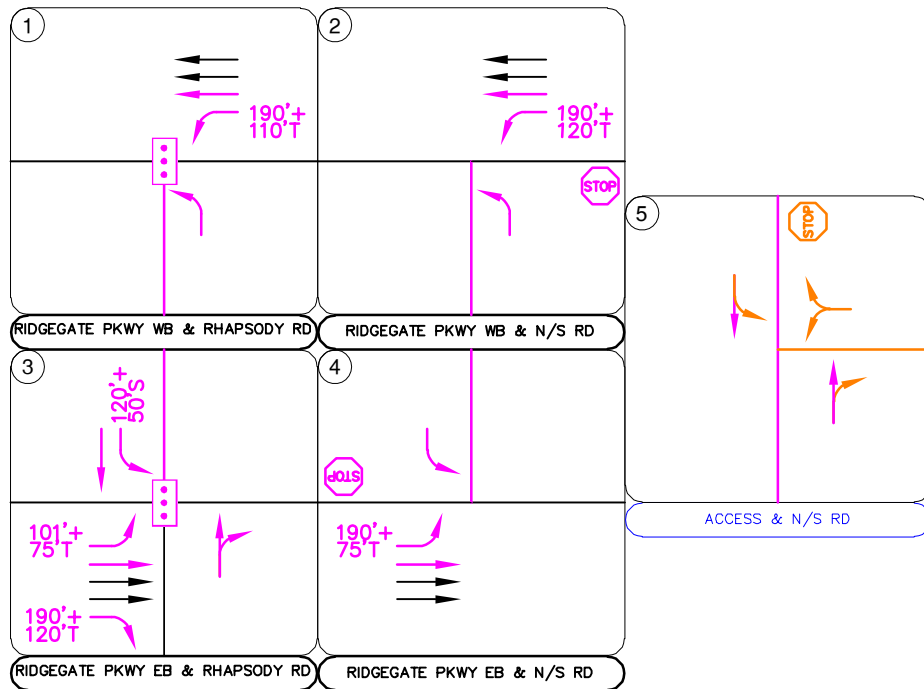 1
190'+
110'T
RIDGEGATE PKWY WB & RHAPSODY RD
2
190'+
120'T
STOP
RIDGEGATE PKWY WB & N/S RD
3
120'+
50'S
101'+
75'T
190'+
120'T
RIDGEGATE PKWY EB & RHAPSODY RD
4
STOP
190'+
75'T
RIDGEGATE PKWY EB & N/S RD
5
STOP
ACCESS & N/S RD